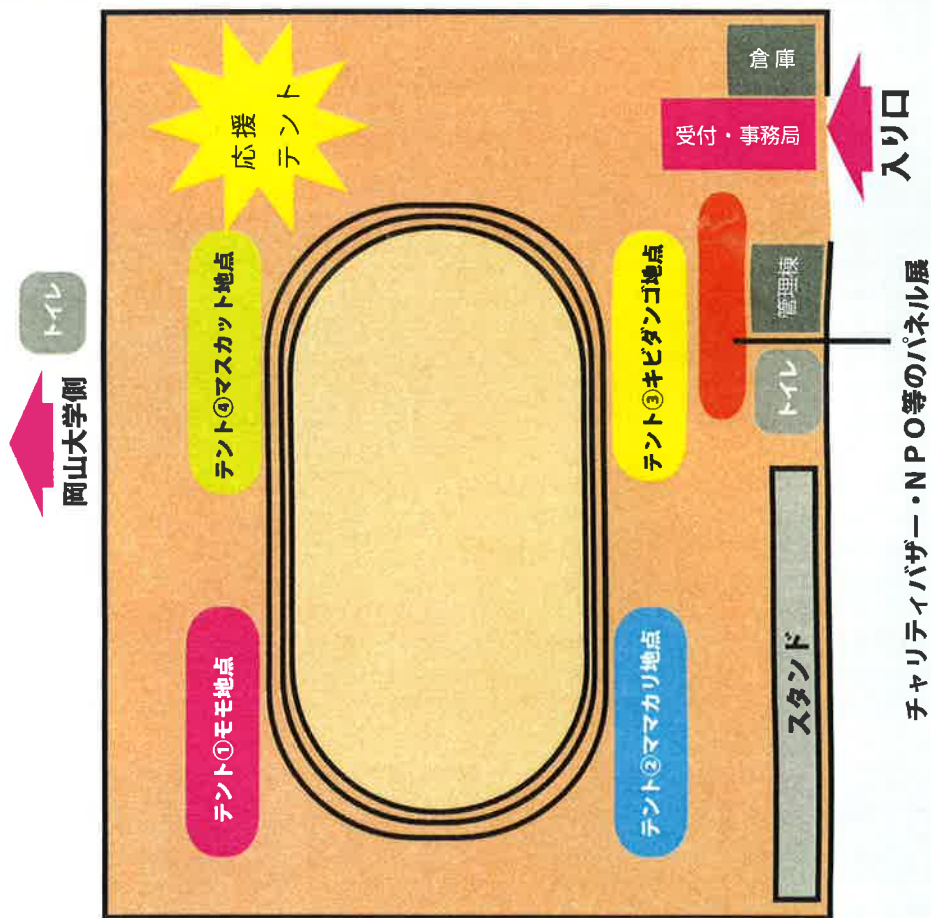 倉庫
受付・事務局
入り口
応援
テント
トイレ
岡山大学側
テント④マスカット地点
テント③キビダンゴ地点
管理棟
トイレ
チャリティバザー・NPO等のパネル展
テント①モモ地点
テント②ママカリ地点
スタンド